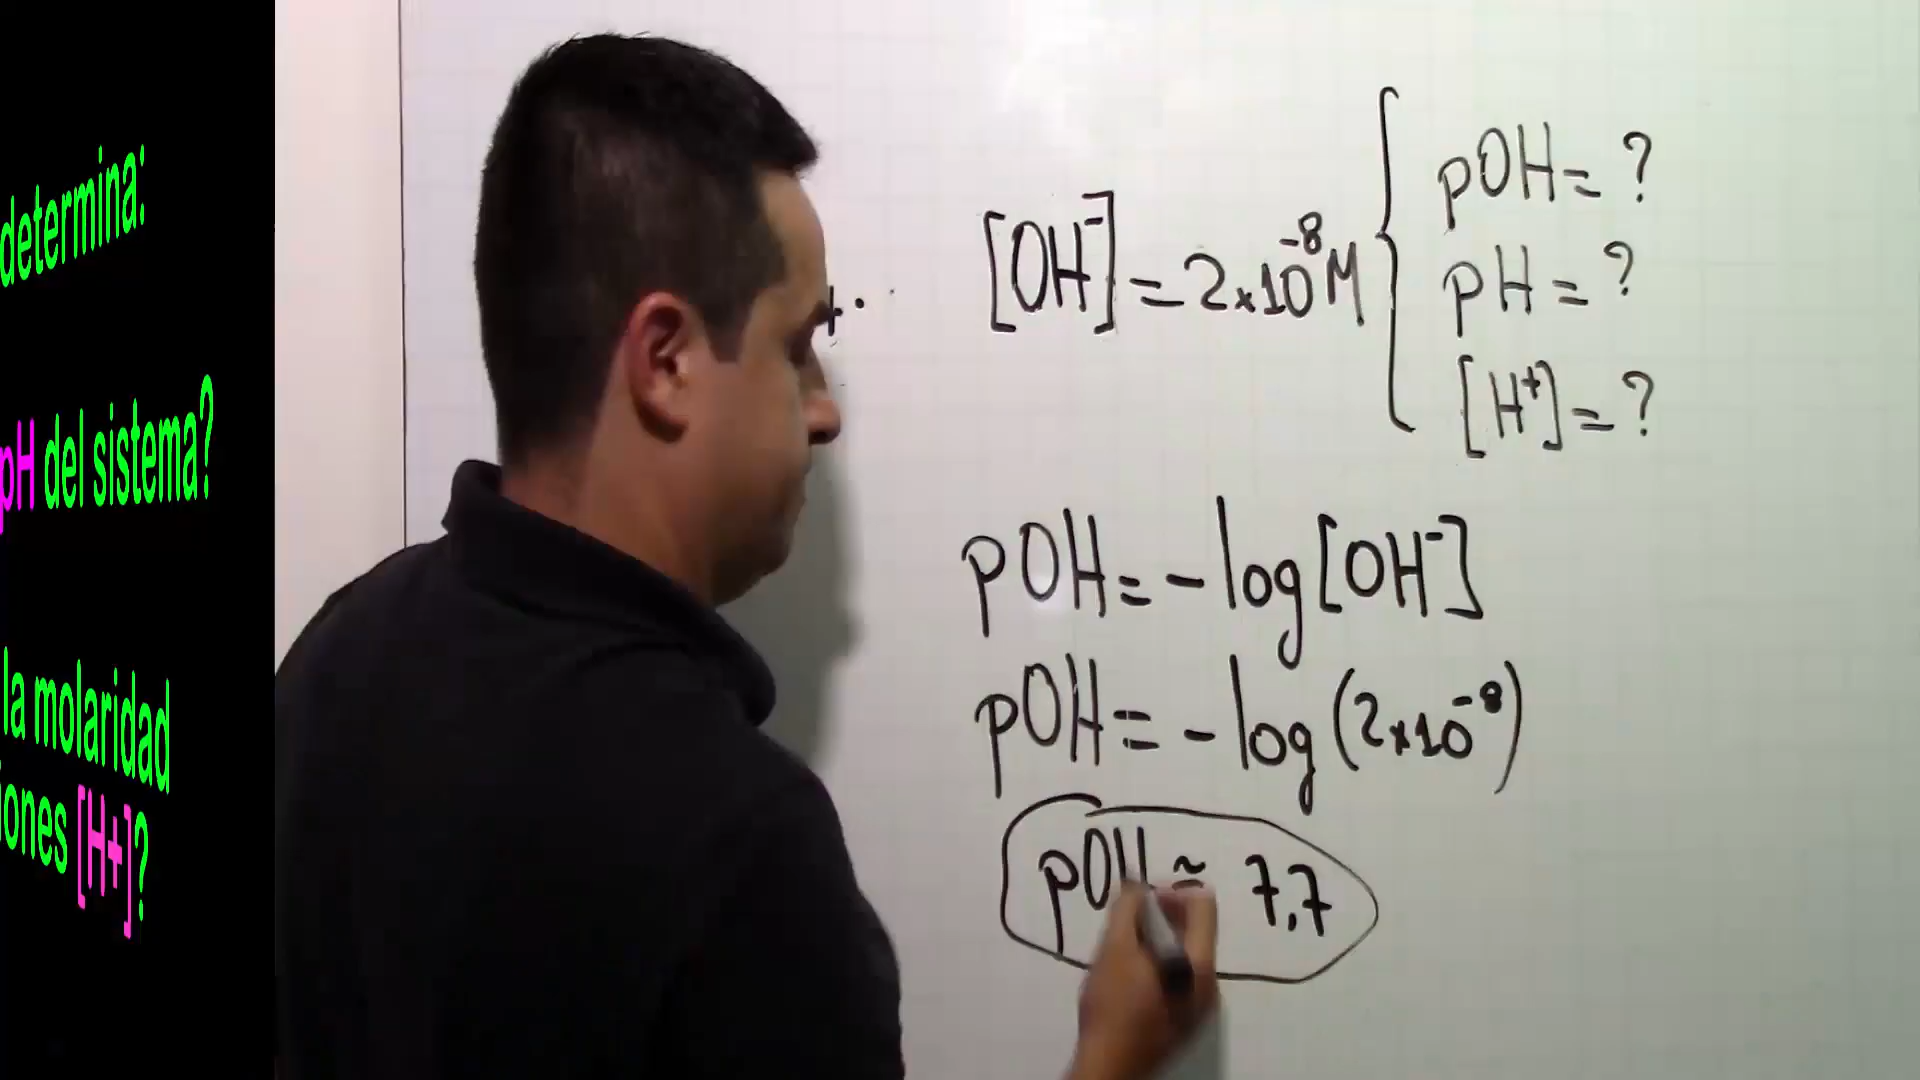 determina:
pH del sistema?
la molaridad
iones [H+]?
[OH⁻] = 2x10⁻⁸M
pOH = ?
pH = ?
[H⁺] = ?
pOH = -log[OH⁻]
pOH = -log(2x10⁻⁸)
pOH ≈ 7,7